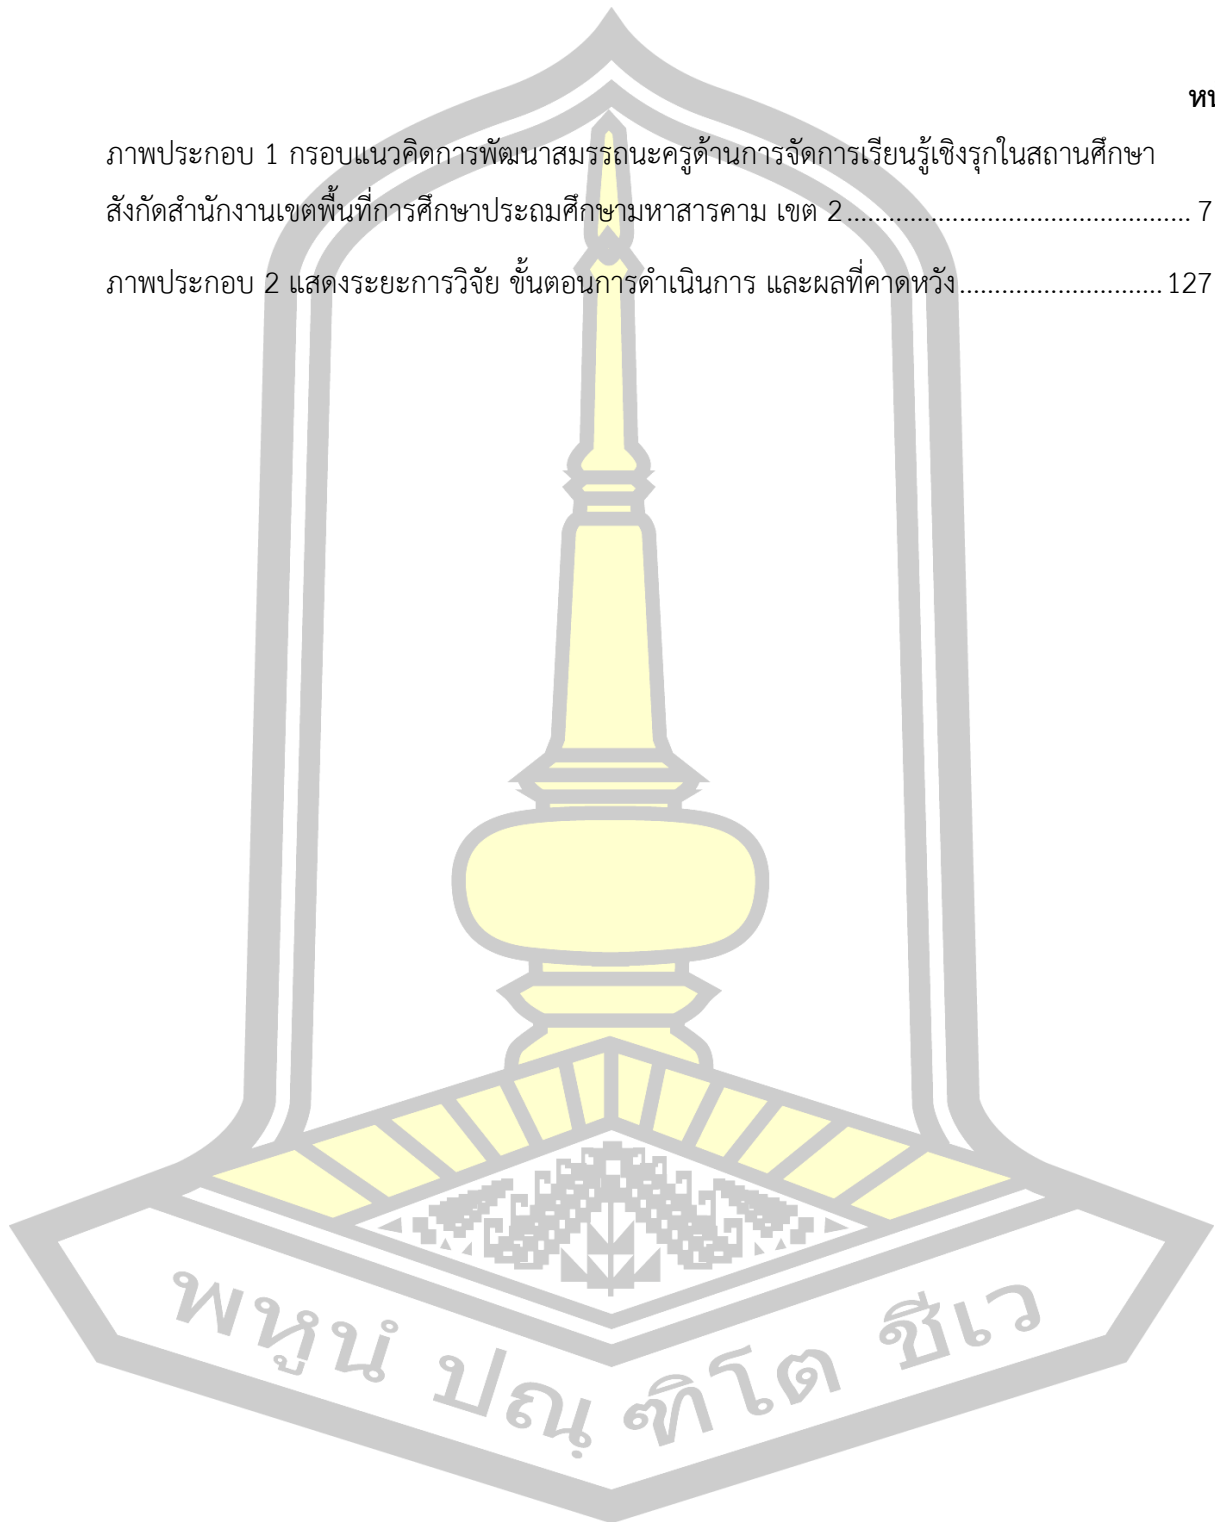 ภาพประกอบ 1 กรอบแนวคิดการพัฒนาสมรรถนะครูด้านการจัดการเรียนรู้เชิงรุกในสถานศึกษา
สังกัดสำนักงานเขตพื้นที่การศึกษาประถมศึกษามหาสารคาม เขต 2 ................................................. 7
ภาพประกอบ 2 แสดงระยะการวิจัย ขั้นตอนการดำเนินการ และผลที่คาดหวัง ............................. 127
พหูนํ ปณฺ ฑิโต ชีเว